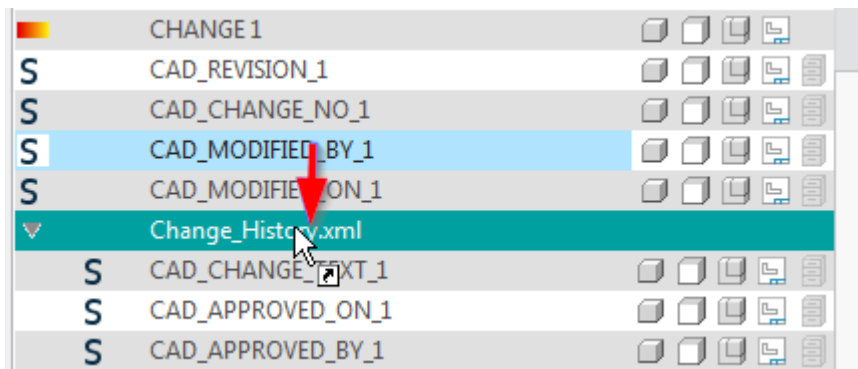 CHANGE 1
S CAD_REVISION_1
S CAD_CHANGE_NO_1
S CAD_MODIFIED_BY_1
S CAD_MODIFIED_ON_1
Change_History.xml
S CAD_CHANGE_TEXT_1
S CAD_APPROVED_ON_1
S CAD_APPROVED_BY_1